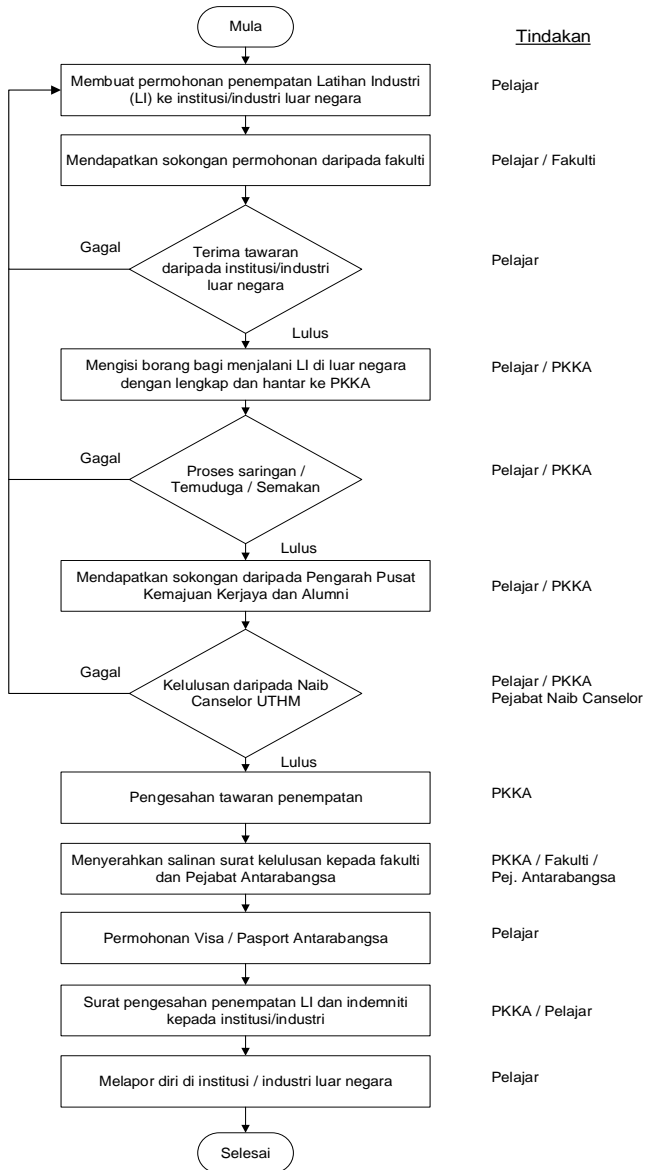 Mula
Tindakan
Membuat permohonan penempatan Latihan Industri
(LI) ke institusi/industri luar negara
Pelajar
Mendapatkan sokongan permohonan daripada fakulti
Pelajar / Fakulti
Gagal
Terima tawaran
daripada institusi/industri
luar negara
Pelajar
Lulus
Mengisi borang bagi menjalani LI di luar negara
dengan lengkap dan hantar ke PKKA
Pelajar / PKKA
Gagal
Proses saringan /
Temuduga / Semakan
Pelajar / PKKA
Lulus
Mendapatkan sokongan daripada Pengarah Pusat
Kemajuan Kerjaya dan Alumni
Pelajar / PKKA
Gagal
Kelulusan daripada Naib
Canselor UTHM
Pelajar / PKKA
Pejabat Naib Canselor
Lulus
Pengesahan tawaran penempatan
PKKA
Menyerahkan salinan surat kelulusan kepada fakulti
dan Pejabat Antarabangsa
PKKA / Fakulti /
Pej. Antarabangsa
Permohonan Visa / Pasport Antarabangsa
Pelajar
Surat pengesahan penempatan LI dan indemniti
kepada institusi/industri
PKKA / Pelajar
Melapor diri di institusi / industri luar negara
Pelajar
Selesai